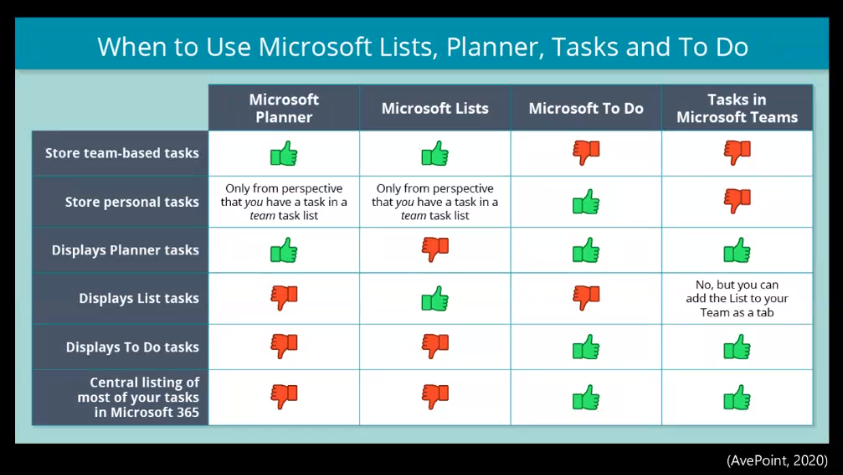 When to Use Microsoft Lists, Planner, Tasks and To Do
Microsoft
Planner
Microsoft Lists
Microsoft To Do
Tasks in
Microsoft Teams
Store team-based tasks
Store personal tasks
Only from perspective
that you have a task in a
team task list
Only from perspective
that you have a task in a
team task list
Displays Planner tasks
Displays List tasks
No, but you can
add the List to your
Team as a tab
Displays To Do tasks
Central listing of
most of your tasks
in Microsoft 365
(AvePoint, 2020)